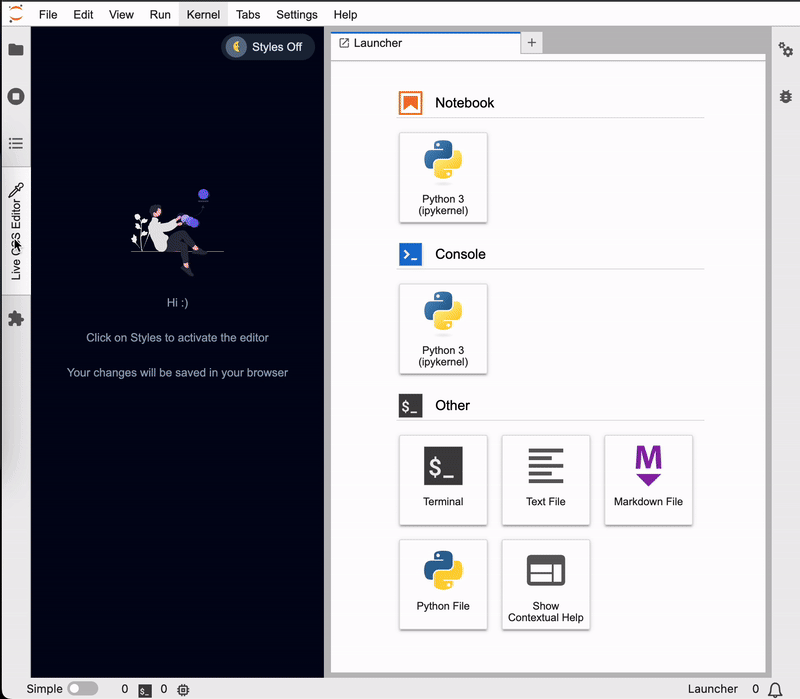 File Edit View Run Kernel Tabs Settings Help
Styles Off
Live CSS Editor
Hi :)
Click on Styles to activate the editor
Your changes will be saved in your browser
Launcher
Notebook
Python 3
(ipykernel)
Console
>_
Python 3
(ipykernel)
$_ Other
$_
Terminal
Text File
M
Markdown File
Python File
Show
Contextual Help
Simple 0 $_ 0 Launcher 0